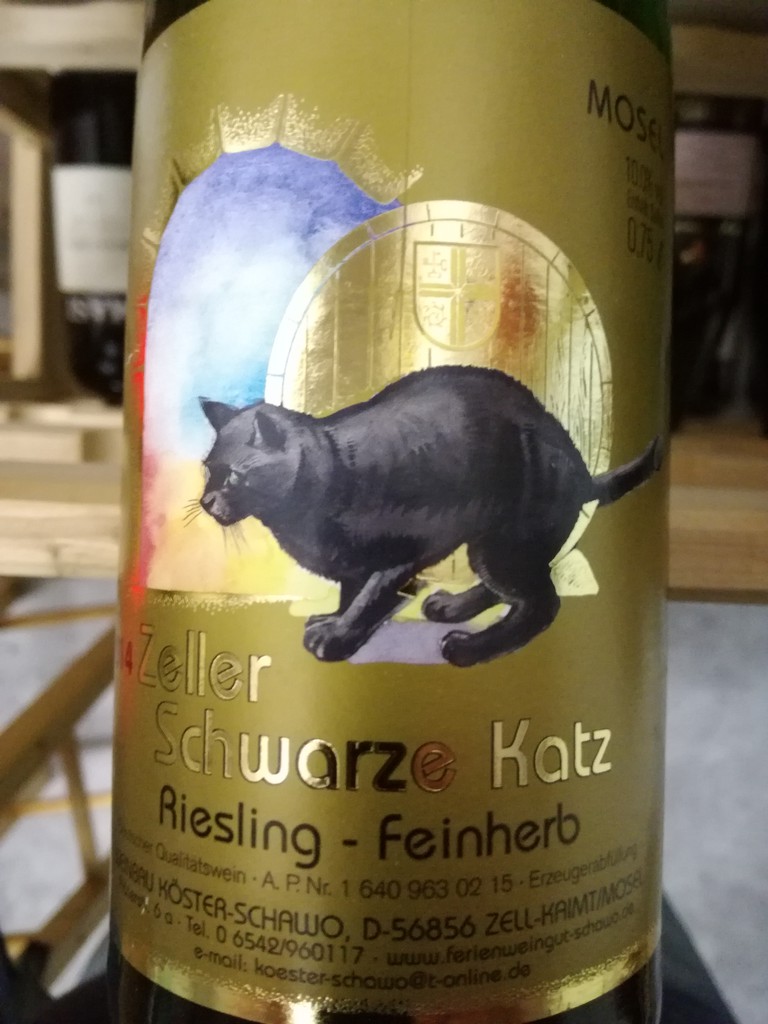 MOSEL
0,75
Zeller
Schwarze Katz
Riesling - Feinherb
Qualitätswein · A. P. Nr. 1 640 963 02 15 · Erzeugerabfüllung
KÖSTER-SCHAWO, D-56856 ZELL-KAIMT/MOSEL
6 a · Tel. 0 6542/960117 · www.ferienweingut-schawo.de
e-mail: koester-schawo@t-online.de